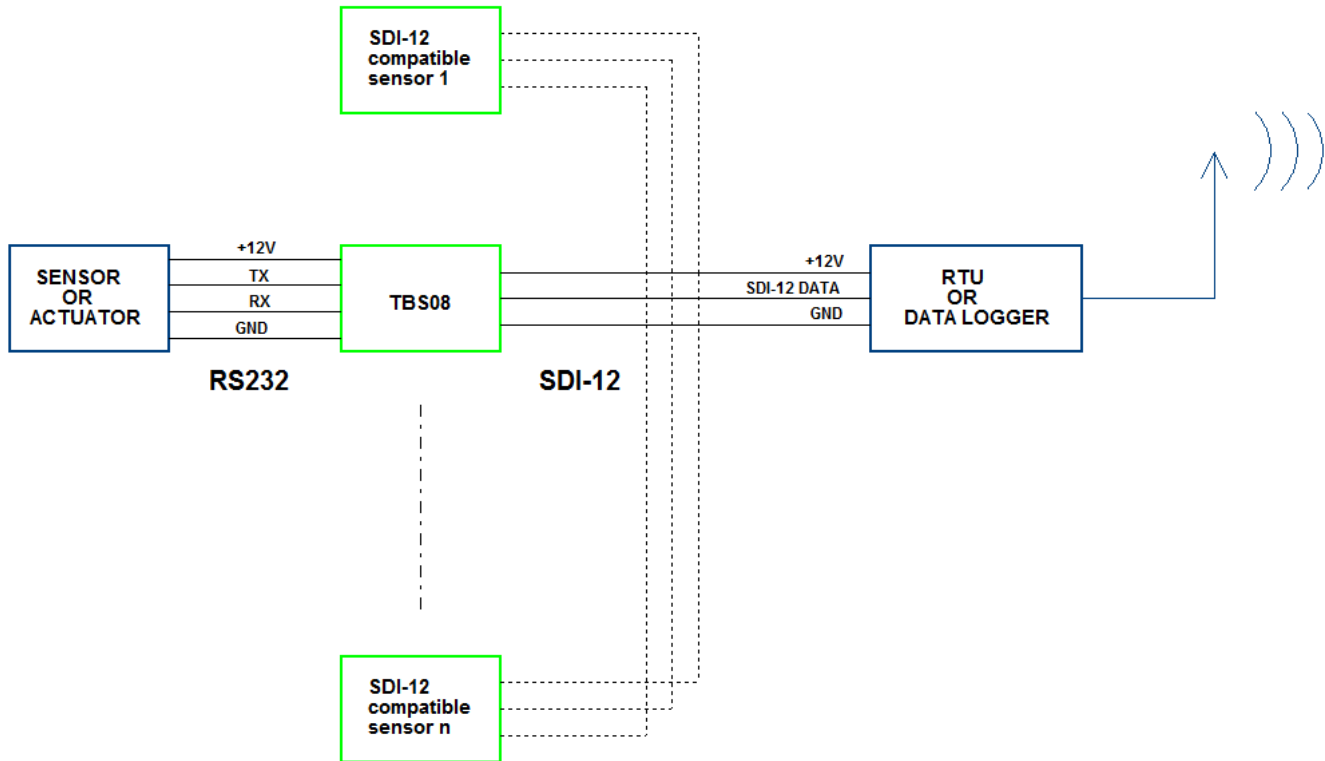 SDI-12
compatible
sensor 1
SENSOR
OR
ACTUATOR
+12V
TX
RX
GND
RS232
TBS08
SDI-12
+12V
SDI-12 DATA
GND
RTU
OR
DATA LOGGER
SDI-12
compatible
sensor n